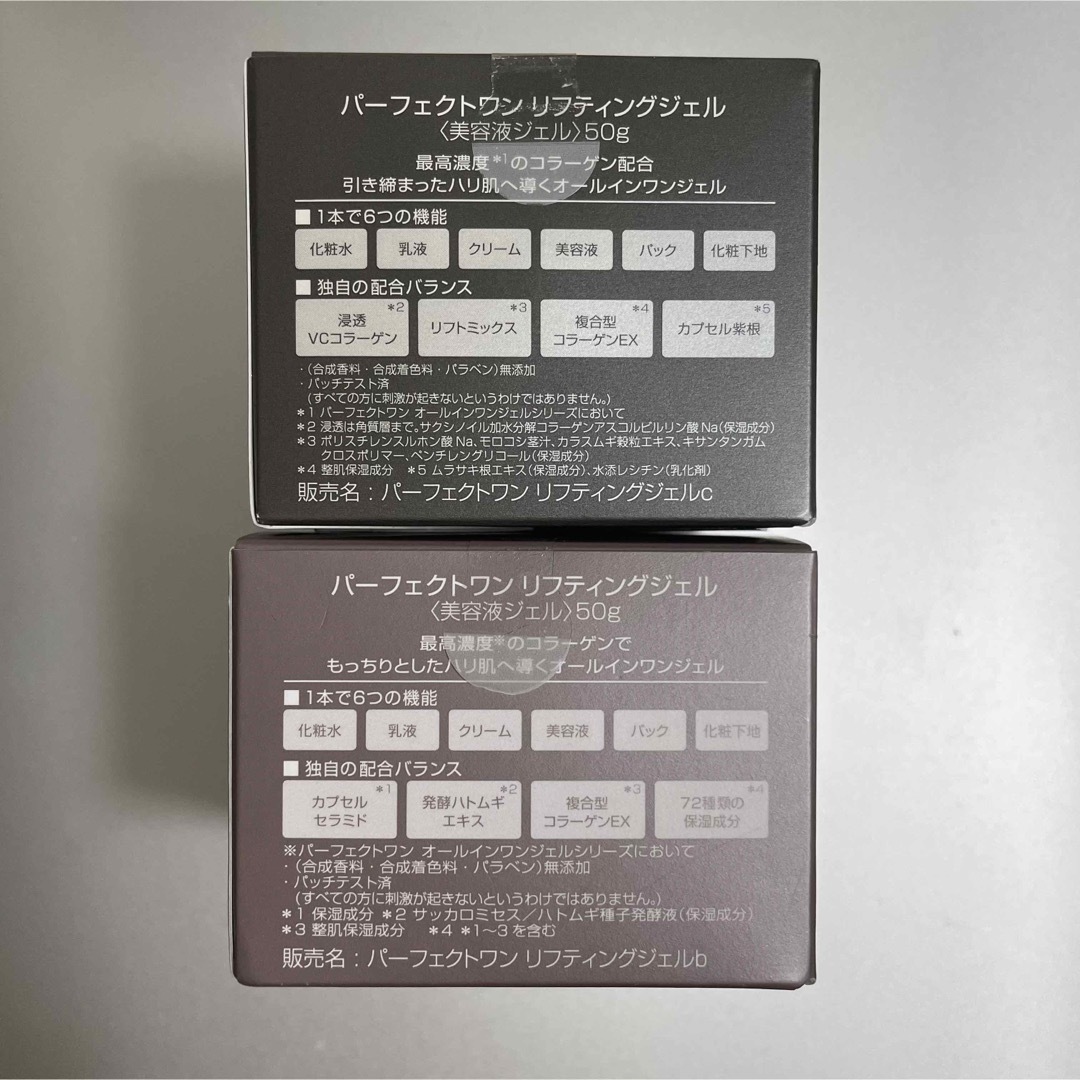 パーフェクトワン リフティングジェル
〈美容液ジェル〉50g
最高濃度*1のコラーゲン配合
引き締まったハリ肌へ導くオールインワンジェル
■ 1本で6つの機能
化粧水 乳液 クリーム 美容液 パック 化粧下地
■ 独自の配合バランス
浸透 *2 リフトミックス *3 複合型 *4 カプセル紫根 *5
VCコラーゲン コラーゲンEX
・(合成香料・合成着色料・パラベン)無添加
・パッチテスト済
(すべての方に刺激が起きないというわけではありません。)
*1 パーフェクトワン オールインワンジェルシリーズにおいて
*2 浸透は角質層まで。サクシノイル加水分解コラーゲンアスコルビルリン酸Na(保湿成分)
*3 ポリスチレンスルホン酸Na、モロコシ茎汁、カラスムギ穀粒エキス、キサンタンガム
クロスポリマー、ペンチレングリコール(保湿成分)
*4 整肌保湿成分 *5 ムラサキ根エキス(保湿成分)、水添レシチン(乳化剤)
販売名：パーフェクトワン リフティングジェルc
パーフェクトワン リフティングジェル
〈美容液ジェル〉50g
最高濃度※のコラーゲンで
もっちりとしたハリ肌へ導くオールインワンジェル
■ 1本で6つの機能
化粧水 乳液 クリーム 美容液 パック 化粧下地
■ 独自の配合バランス
カプセル *1 発酵ハトムギ *2 複合型 *3 72種類の *4
セラミド エキス コラーゲンEX 保湿成分
※パーフェクトワン オールインワンジェルシリーズにおいて
・(合成香料・合成着色料・パラベン)無添加
・パッチテスト済
(すべての方に刺激が起きないというわけではありません。)
*1 保湿成分 *2 サッカロミセス／ハトムギ種子発酵液(保湿成分)
*3 整肌保湿成分 *4 *1〜3を含む
販売名：パーフェクトワン リフティングジェルb